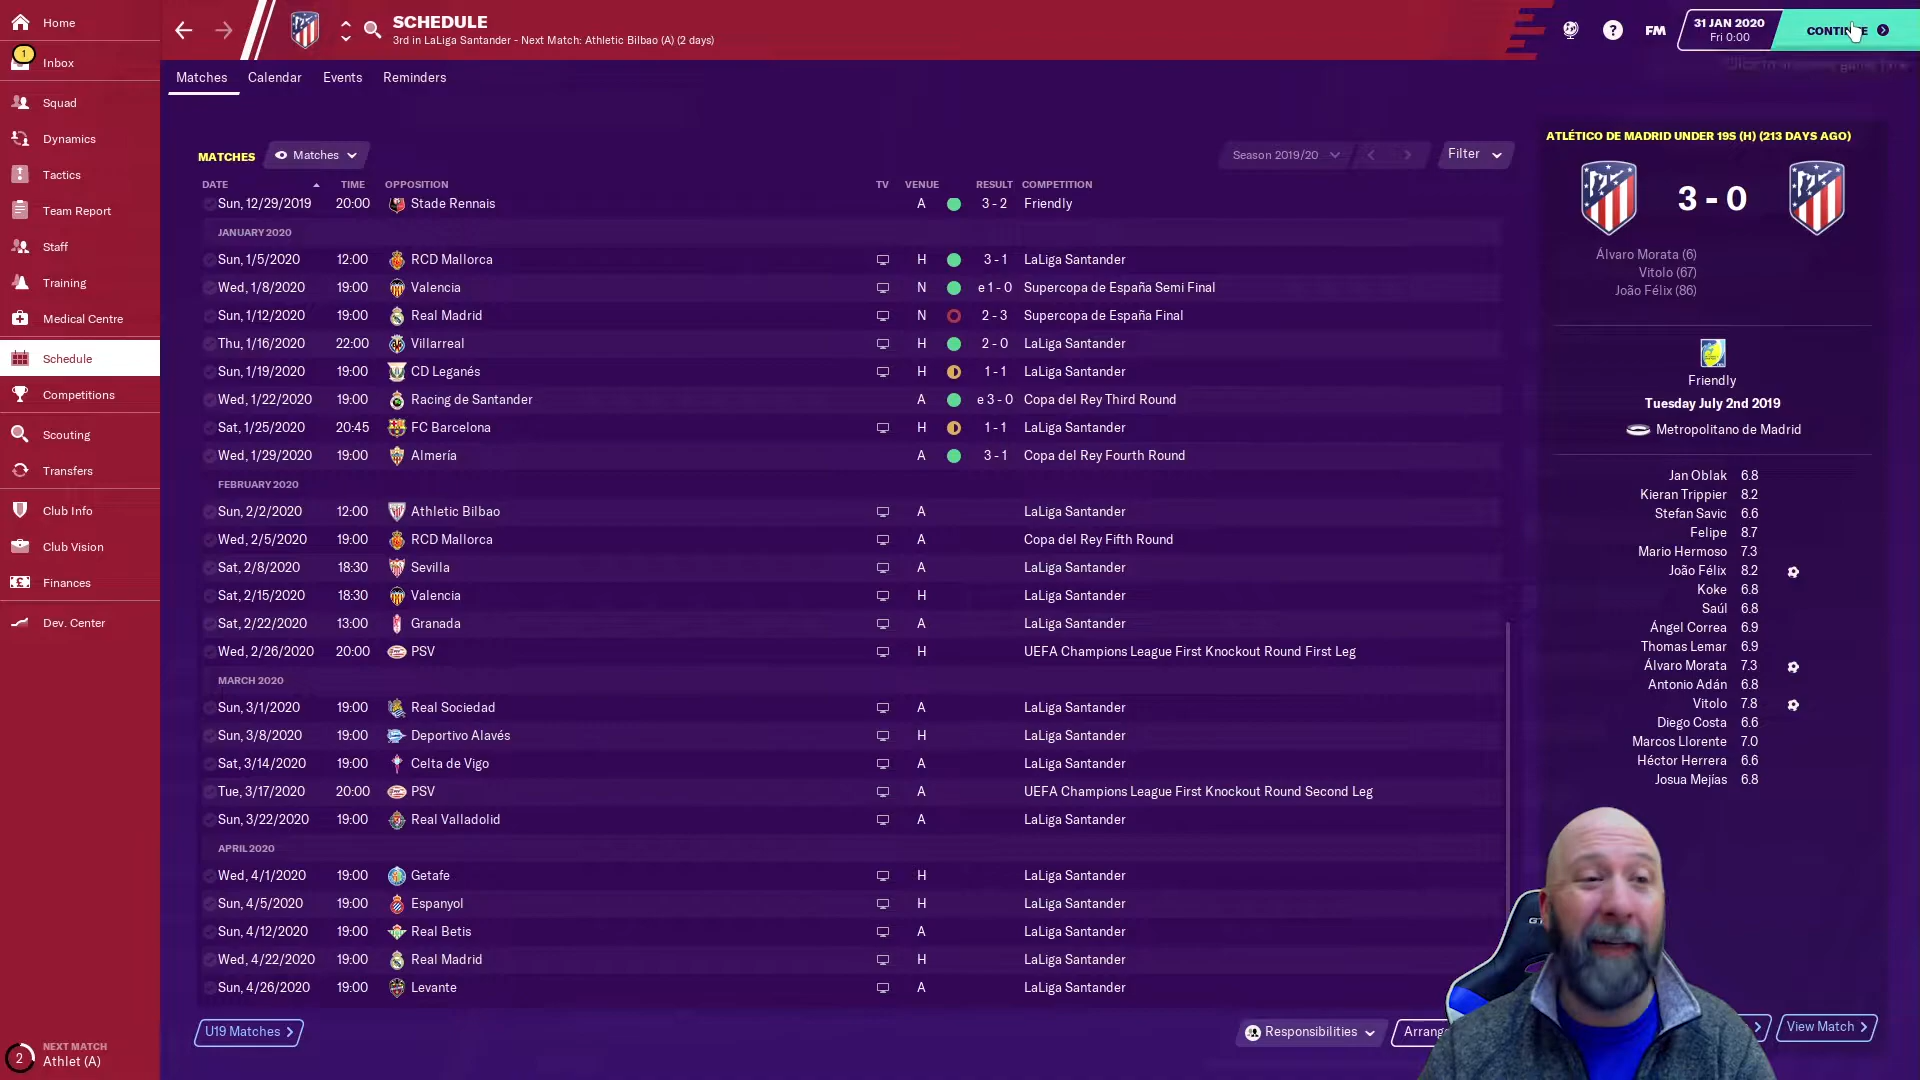 Home
1
Inbox
Squad
Dynamics
Tactics
Team Report
Staff
Training
Medical Centre
Schedule
Competitions
Scouting
Transfers
Club Info
Club Vision
Finances
Dev. Center
2
NEXT MATCH
Athlet (A)
SCHEDULE
3rd in LaLiga Santander - Next Match: Athletic Bilbao (A) (2 days)
? FM
31 JAN 2020
Fri 0:00
Matches Calendar Events Reminders
MATCHES Matches Season 2019/20 Filter
DATE TIME OPPOSITION TV VENUE RESULT COMPETITION
Sun, 12/29/2019 20:00 Stade Rennais A 3 - 2 Friendly
JANUARY 2020
Sun, 1/5/2020 12:00 RCD Mallorca H 3 - 1 LaLiga Santander
Wed, 1/8/2020 19:00 Valencia N e 1 - 0 Supercopa de España Semi Final
Sun, 1/12/2020 19:00 Real Madrid N 2 - 3 Supercopa de España Final
Thu, 1/16/2020 22:00 Villarreal H 2 - 0 LaLiga Santander
Sun, 1/19/2020 19:00 CD Leganés H 1 - 1 LaLiga Santander
Wed, 1/22/2020 19:00 Racing de Santander A e 3 - 0 Copa del Rey Third Round
Sat, 1/25/2020 20:45 FC Barcelona H 1 - 1 LaLiga Santander
Wed, 1/29/2020 19:00 Almería A 3 - 1 Copa del Rey Fourth Round
FEBRUARY 2020
Sun, 2/2/2020 12:00 Athletic Bilbao A LaLiga Santander
Wed, 2/5/2020 19:00 RCD Mallorca A Copa del Rey Fifth Round
Sat, 2/8/2020 18:30 Sevilla A LaLiga Santander
Sat, 2/15/2020 18:30 Valencia H LaLiga Santander
Sat, 2/22/2020 13:00 Granada A LaLiga Santander
Wed, 2/26/2020 20:00 PSV H UEFA Champions League First Knockout Round First Leg
MARCH 2020
Sun, 3/1/2020 19:00 Real Sociedad A LaLiga Santander
Sun, 3/8/2020 19:00 Deportivo Alavés H LaLiga Santander
Sat, 3/14/2020 19:00 Celta de Vigo A LaLiga Santander
Tue, 3/17/2020 20:00 PSV A UEFA Champions League First Knockout Round Second Leg
Sun, 3/22/2020 19:00 Real Valladolid A LaLiga Santander
APRIL 2020
Wed, 4/1/2020 19:00 Getafe H LaLiga Santander
Sun, 4/5/2020 19:00 Espanyol H LaLiga Santander
Sun, 4/12/2020 19:00 Real Betis A LaLiga Santander
Wed, 4/22/2020 19:00 Real Madrid H LaLiga Santander
Sun, 4/26/2020 19:00 Levante A LaLiga Santander
U19 Matches Responsibilities View Match
ATLÉTICO DE MADRID UNDER 19S (H) (213 DAYS AGO)
3 - 0
Álvaro Morata (6)
Vitolo (67)
João Félix (86)
Friendly
Tuesday July 2nd 2019
Metropolitano de Madrid
Jan Oblak 6.8
Kieran Trippier 8.2
Stefan Savic 6.6
Felipe 8.7
Mario Hermoso 7.3
João Félix 8.2
Koke 6.8
Saúl 6.8
Ángel Correa 6.9
Thomas Lemar 6.9
Álvaro Morata 7.3
Antonio Adán 6.8
Vitolo 7.8
Diego Costa 6.6
Marcos Llorente 7.0
Héctor Herrera 6.6
Josua Mejías 6.8